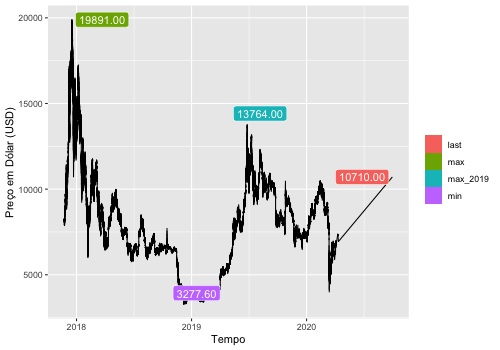 20000
15000
10000
5000
Preço em Dólar (USD)
19891.00
13764.00
10710.00
3277.60
2018
2019
2020
Tempo
last
max
max_2019
min